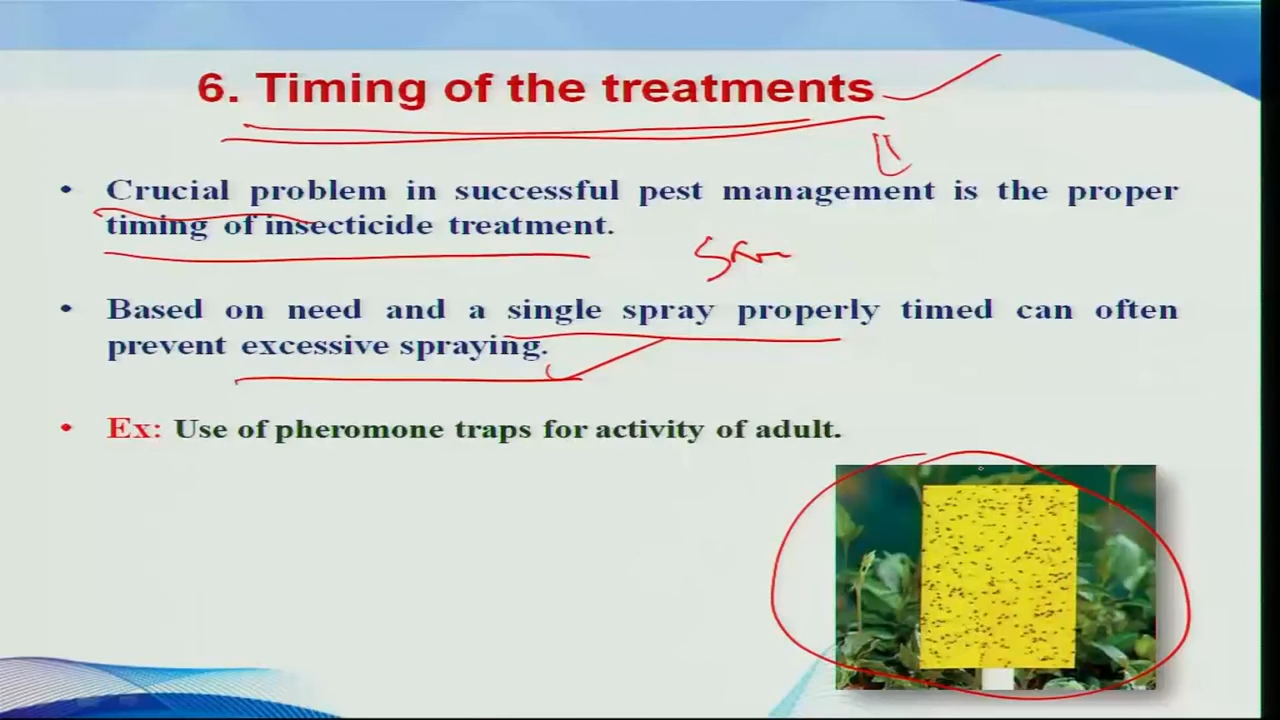 6. Timing of the treatments
• Crucial problem in successful pest management is the proper
timing of insecticide treatment.
• Based on need and a single spray properly timed can often
prevent excessive spraying.
• Ex: Use of pheromone traps for activity of adult.